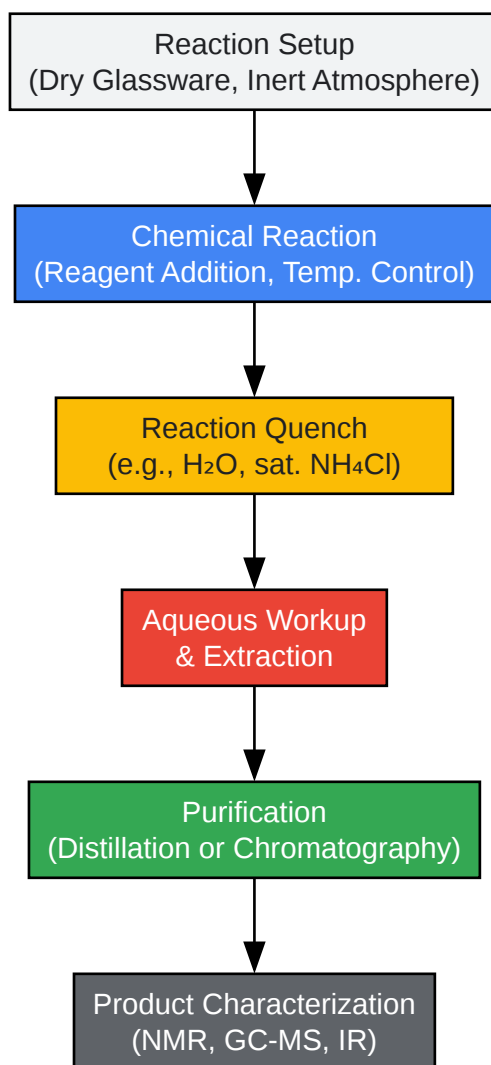 Reaction Setup
(Dry Glassware, Inert Atmosphere)
Chemical Reaction
(Reagent Addition, Temp. Control)
Reaction Quench
(e.g., H₂O, sat. NH₄Cl)
Aqueous Workup
& Extraction
Purification
(Distillation or Chromatography)
Product Characterization
(NMR, GC-MS, IR)